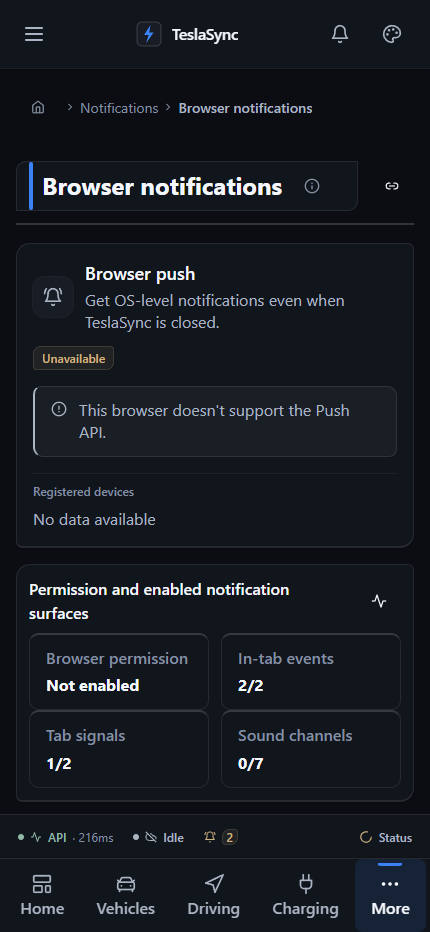 TeslaSync
Notifications
Browser notifications
Browser notifications
Browser push
Get OS-level notifications even when
TeslaSync is closed.
Unavailable
This browser doesn't support the Push
API.
Registered devices
No data available
Permission and enabled notification
surfaces
Browser permission
Not enabled
In-tab events
2/2
Tab signals
1/2
Sound channels
0/7
API · 216ms
Idle
2
Status
Home
Vehicles
Driving
Charging
More